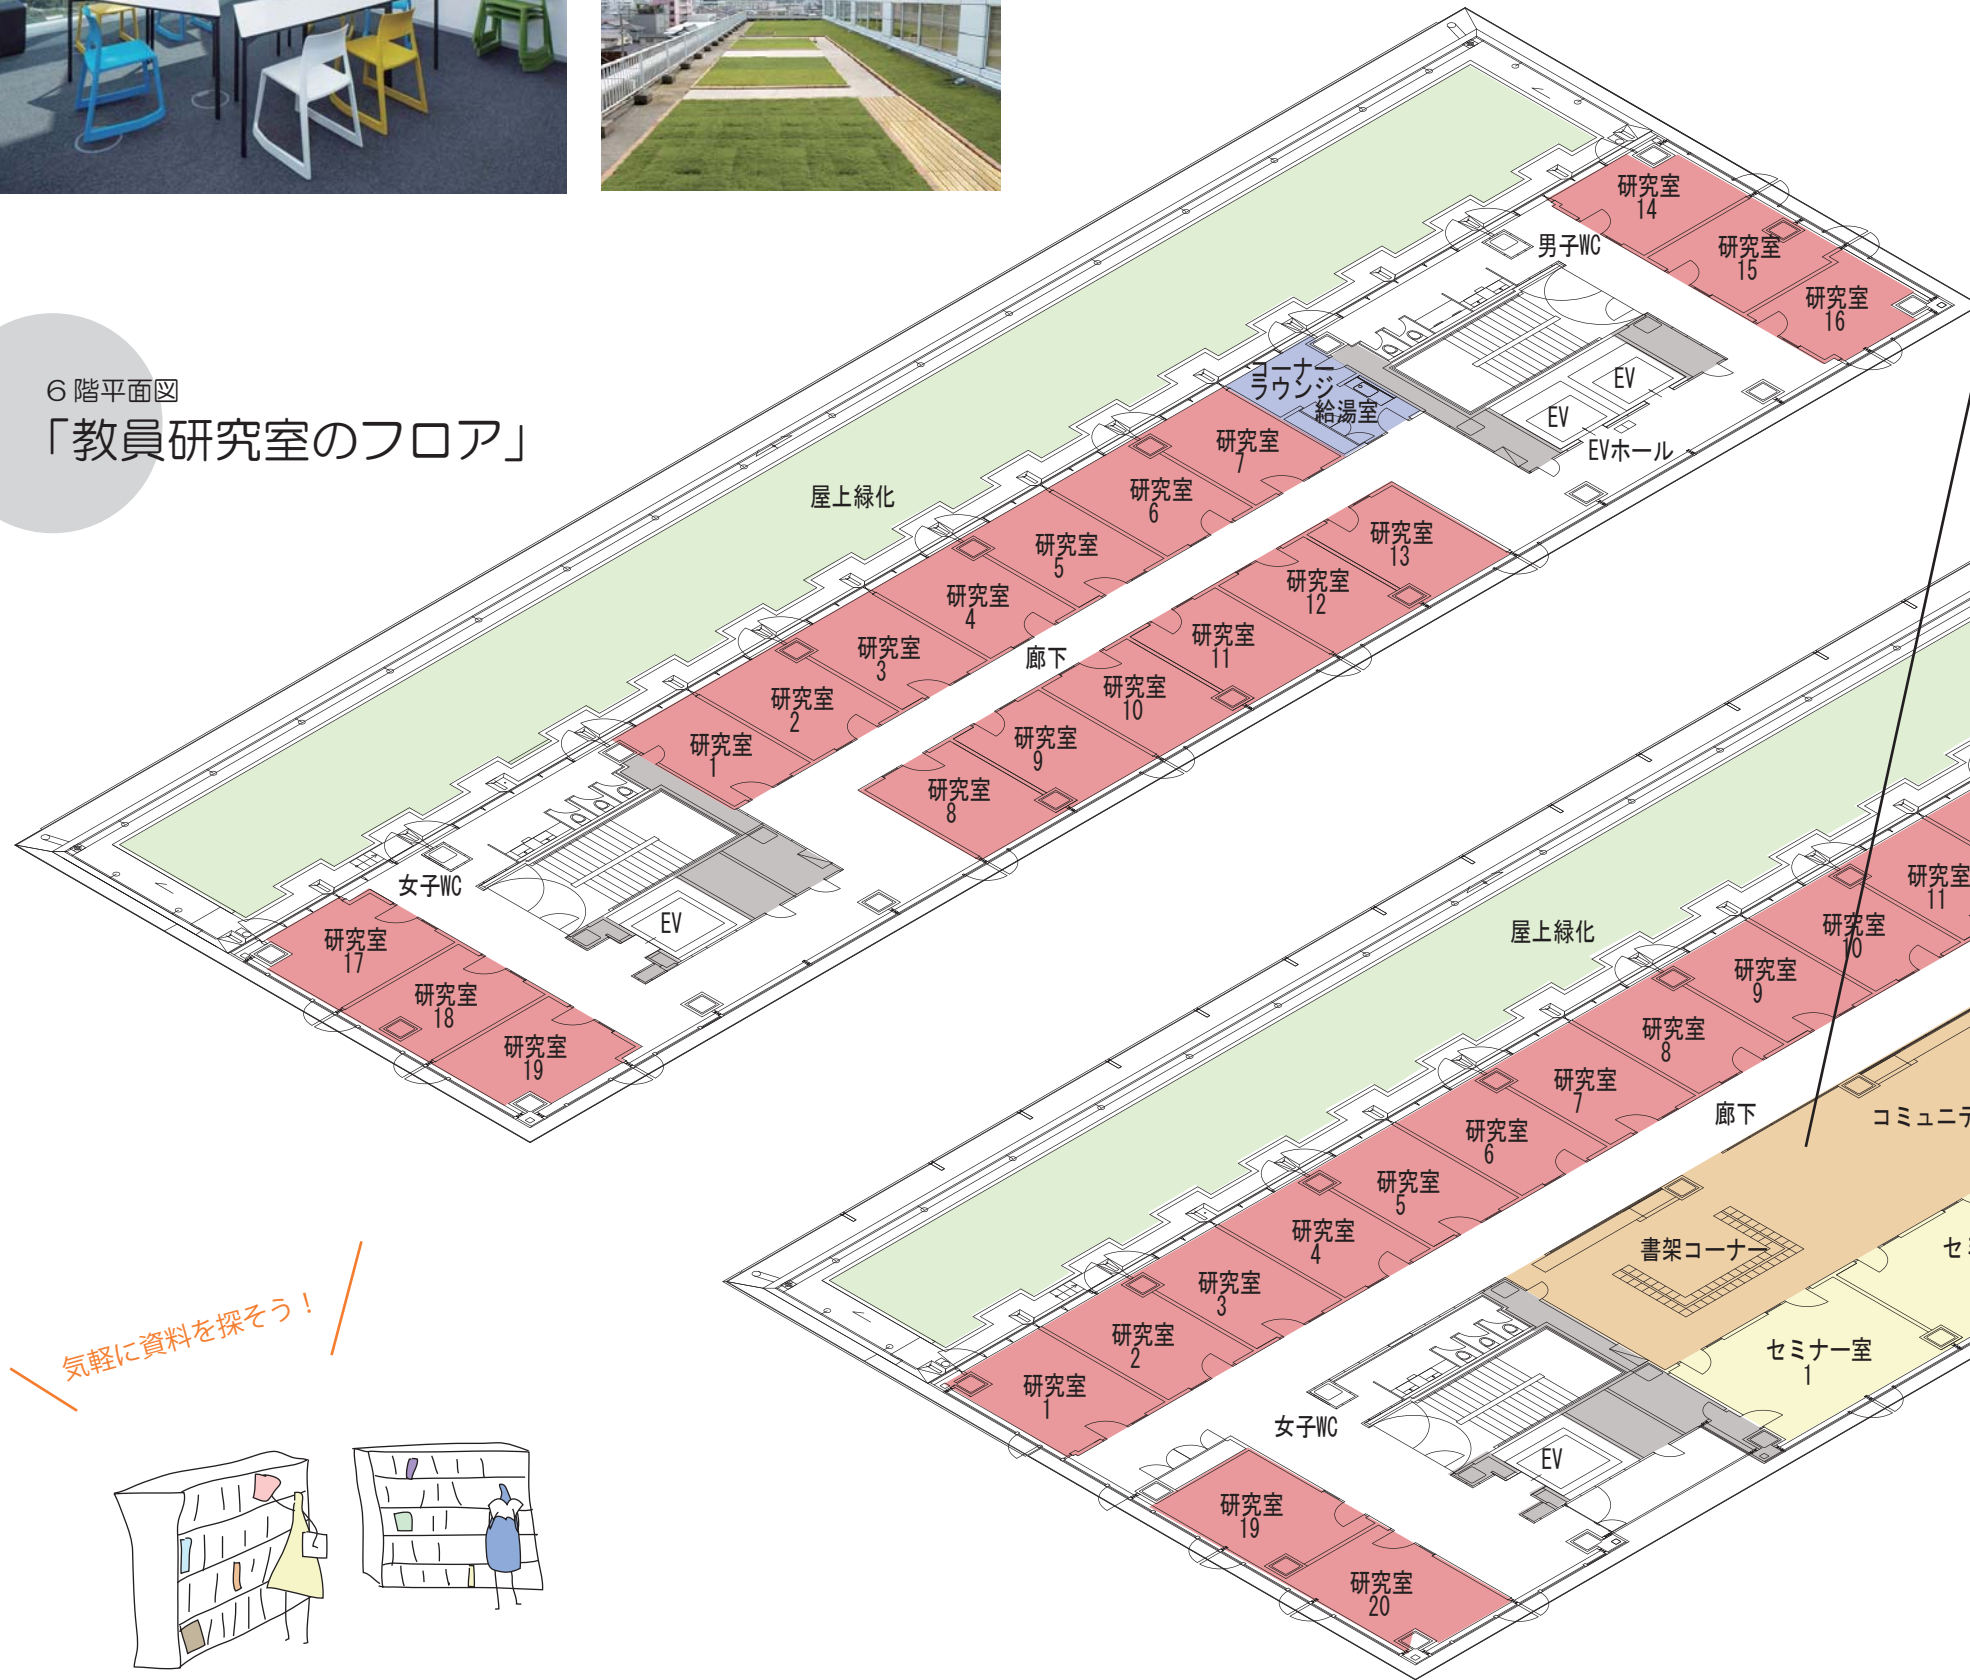 6階平面図
「教員研究室のフロア」
屋上緑化
研究室
14
研究室
15
研究室
16
男子WC
コーナー
ラウンジ
給湯室
EV
EV
EVホール
研究室
7
研究室
6
研究室
5
研究室
4
研究室
3
研究室
2
研究室
1
廊下
研究室
13
研究室
12
研究室
11
研究室
10
研究室
9
研究室
8
女子WC
EV
研究室
17
研究室
18
研究室
19
屋上緑化
研究室
11
研究室
10
研究室
9
研究室
8
研究室
7
研究室
6
研究室
5
研究室
4
研究室
3
研究室
2
研究室
1
廊下
コミュニテ
書架コーナー
セ
セミナー室
1
女子WC
EV
研究室
19
研究室
20
気軽に資料を探そう！